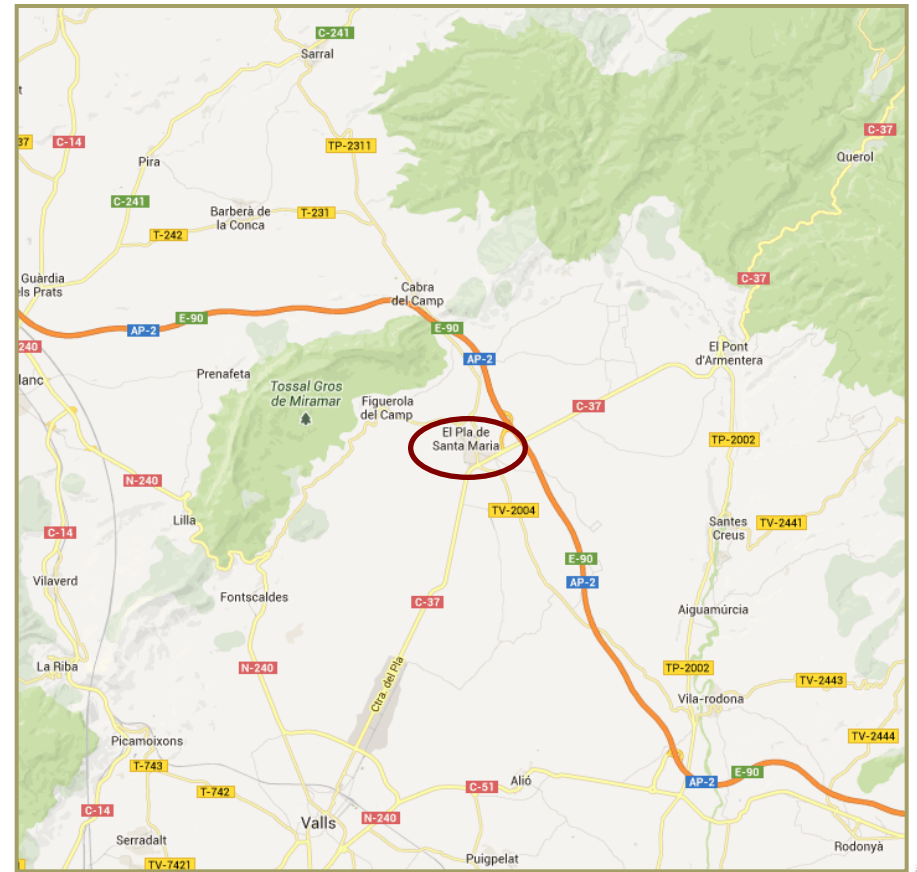 C-241
Sarral
t
37
C-14
TP-2311
C-37
Pira
Querol
C-241
Barberà de
la Conca
T-231
T-242
Guàrdia
els Prats
C-37
Cabra
del Camp
E-90
AP-2
E-90
240
AP-2
El Pont
d'Armentera
lanc
Prenafeta
Tossal Gros
de Miramar
Figuerola
del Camp
C-37
El Pla de
Santa Maria
TP-2002
N-240
TV-2004
Lilla
Santes
Creus
TV-2441
C-14
E-90
AP-2
Vilaverd
Fontscaldes
C-37
Aiguamúrcia
La Riba
N-240
Ctra. del Pla
TP-2002
TV-2443
Vila-rodona
Picamoixons
TV-2444
T-743
E-90
AP-2
Alió
C-51
T-742
C-14
N-240
Valls
Serradalt
Rodonyà
Puigpelat
TV-7421